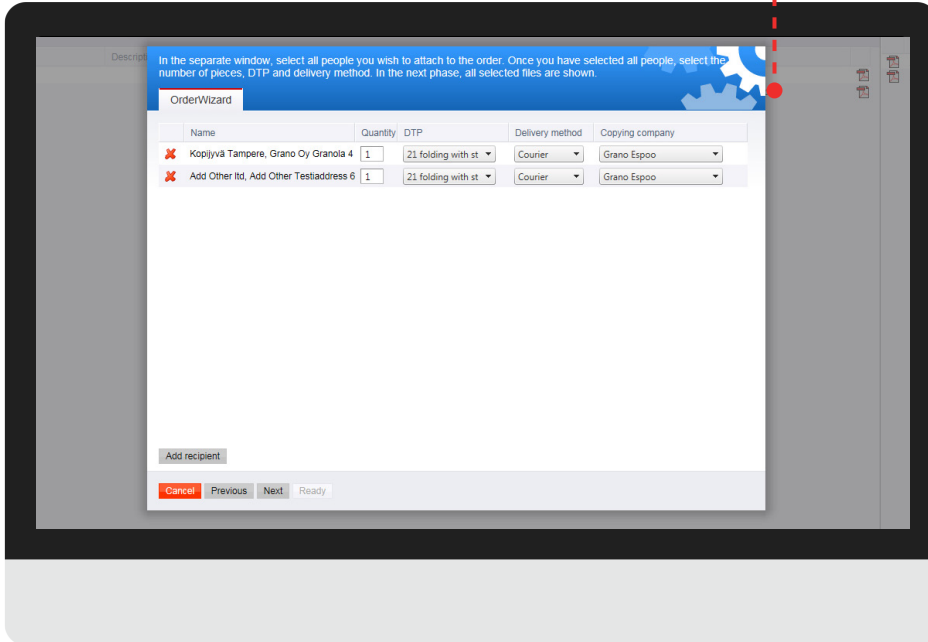 Descript
In the separate window, select all people you wish to attach to the order. Once you have selected all people, select the
number of pieces, DTP and delivery method. In the next phase, all selected files are shown.
OrderWizard
Name Quantity DTP Delivery method Copying company
Kopijyvä Tampere, Grano Oy Granola 4 1 21 folding with st Courier Grano Espoo
Add Other ltd, Add Other Testiaddress 6 1 21 folding with st Courier Grano Espoo
Add recipient
Cancel Previous Next Ready